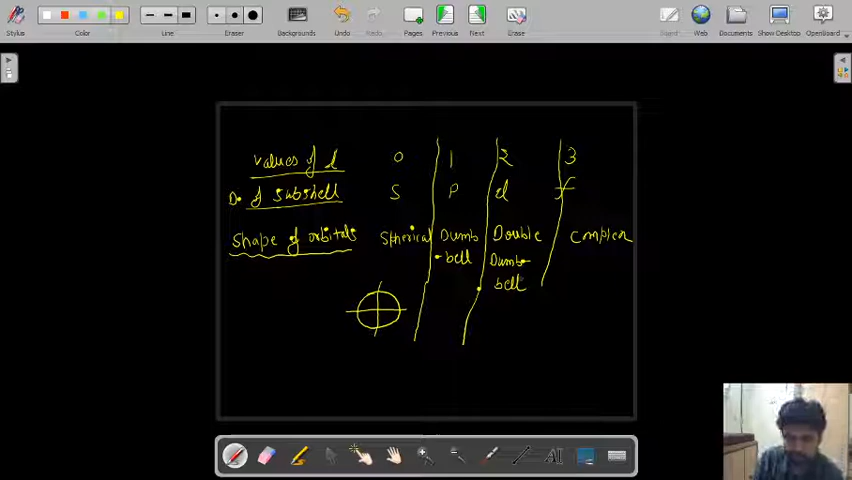 Stylus
Color
Line
Eraser
Backgrounds
Undo
Redo
Pages
Previous
Next
Erase
Board
Web
Documents
Show Desktop
OpenBoard
values of l 0 1 2 3
D. of Subshell S P d f
Shape of orbitals Spherical Dumb Double Complex
bell Dumb
bell
AI